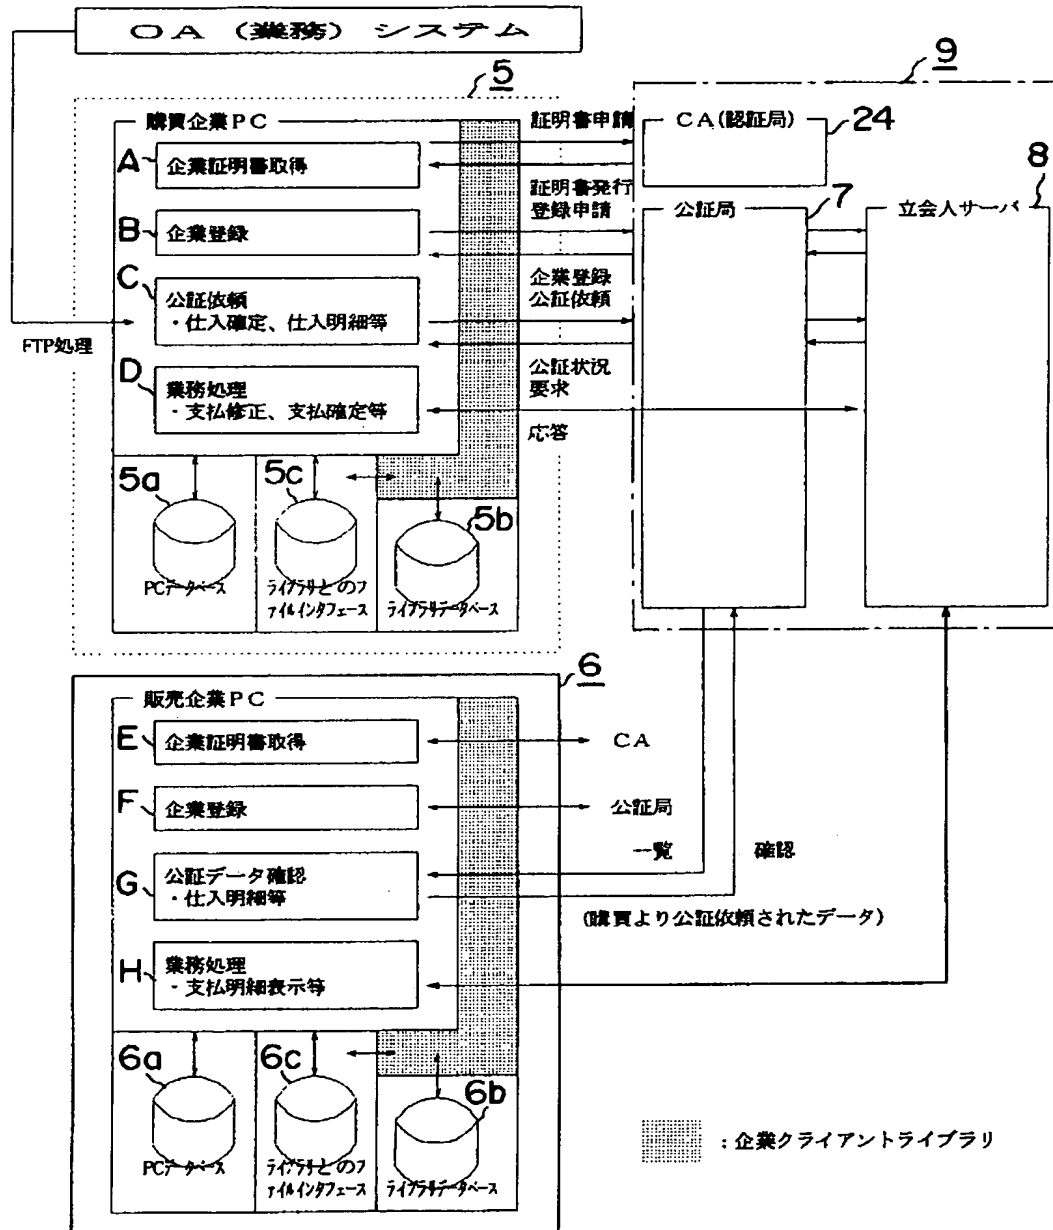 OA（業務）システム
5
9
購買企業PC
証明書申請
CA(認証局)
24
A
企業証明書取得
8
証明書発行
登録申請
公証局
7
立会人サーバ
B
企業登録
C
企業登録
公証依頼
公証依頼
・仕入確定、仕入明細等
FTP処理
D
公証状況
要求
業務処理
・支払修正、支払確定等
応答
5a
5c
5b
PCデータベース
ライブラリとのフ
ァイルインタフェース
ライブラリデータベース
6
販売企業PC
E
企業証明書取得
CA
F
企業登録
公証局
一覧
確認
G
公証データ確認
・仕入明細等
(購買より公証依頼されたデータ)
H
業務処理
・支払明細表示等
6a
6c
6b
PCデータベース
ライブラリとのフ
ァイルインタフェース
ライブラリデータベース
：企業クライアントライブラリ